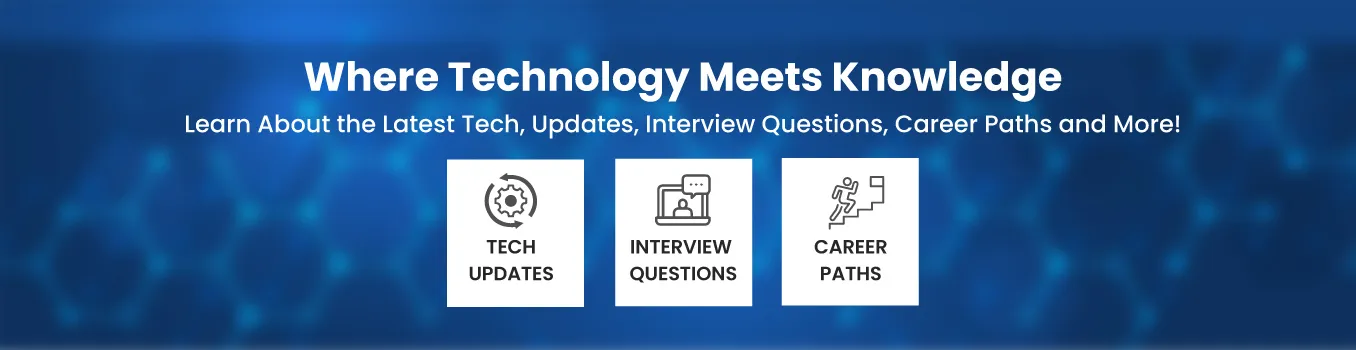 Where Technology Meets Knowledge
Learn About the Latest Tech, Updates, Interview Questions, Career Paths and More!
TECH
UPDATES
INTERVIEW
QUESTIONS
CAREER
PATHS